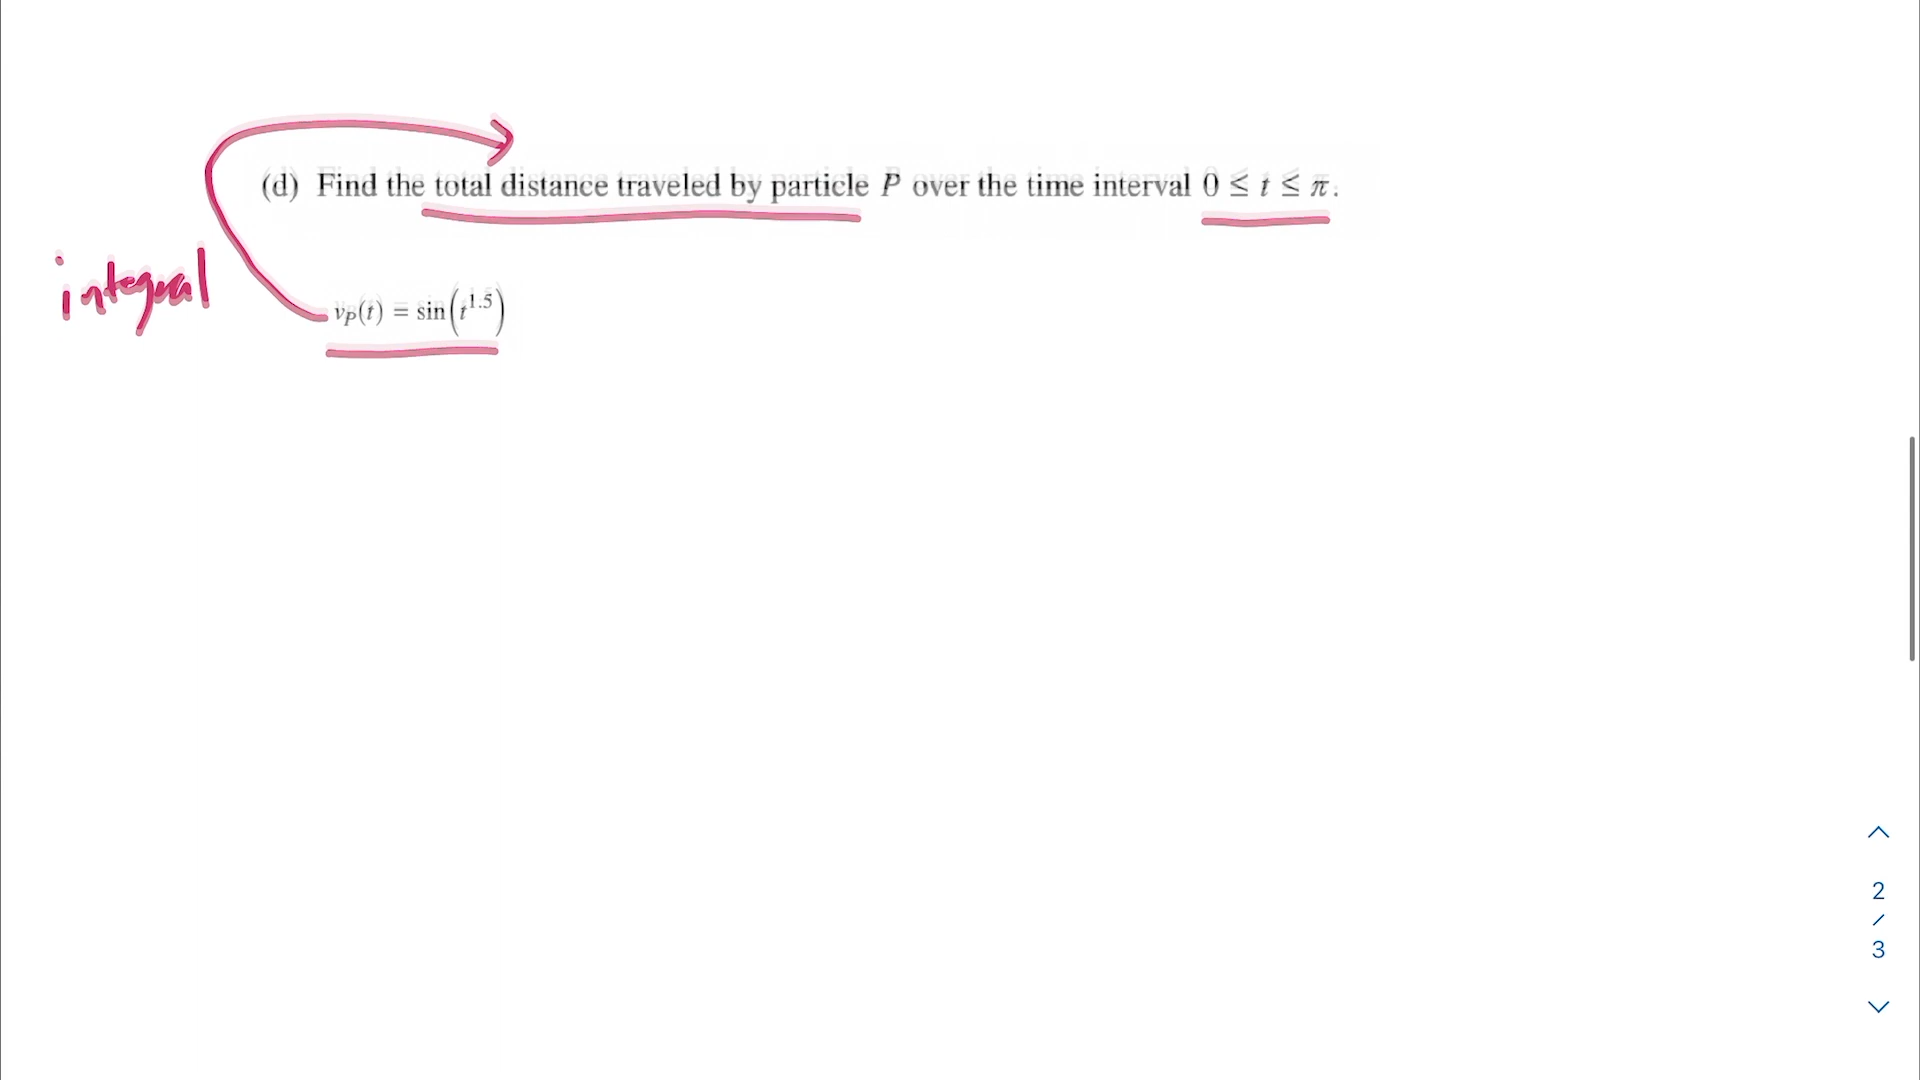 (d) Find the total distance traveled by particle P over the time interval 0 ≤ t ≤ π.
integral
v_P(t) = sin(t^1.5)
2
/
3